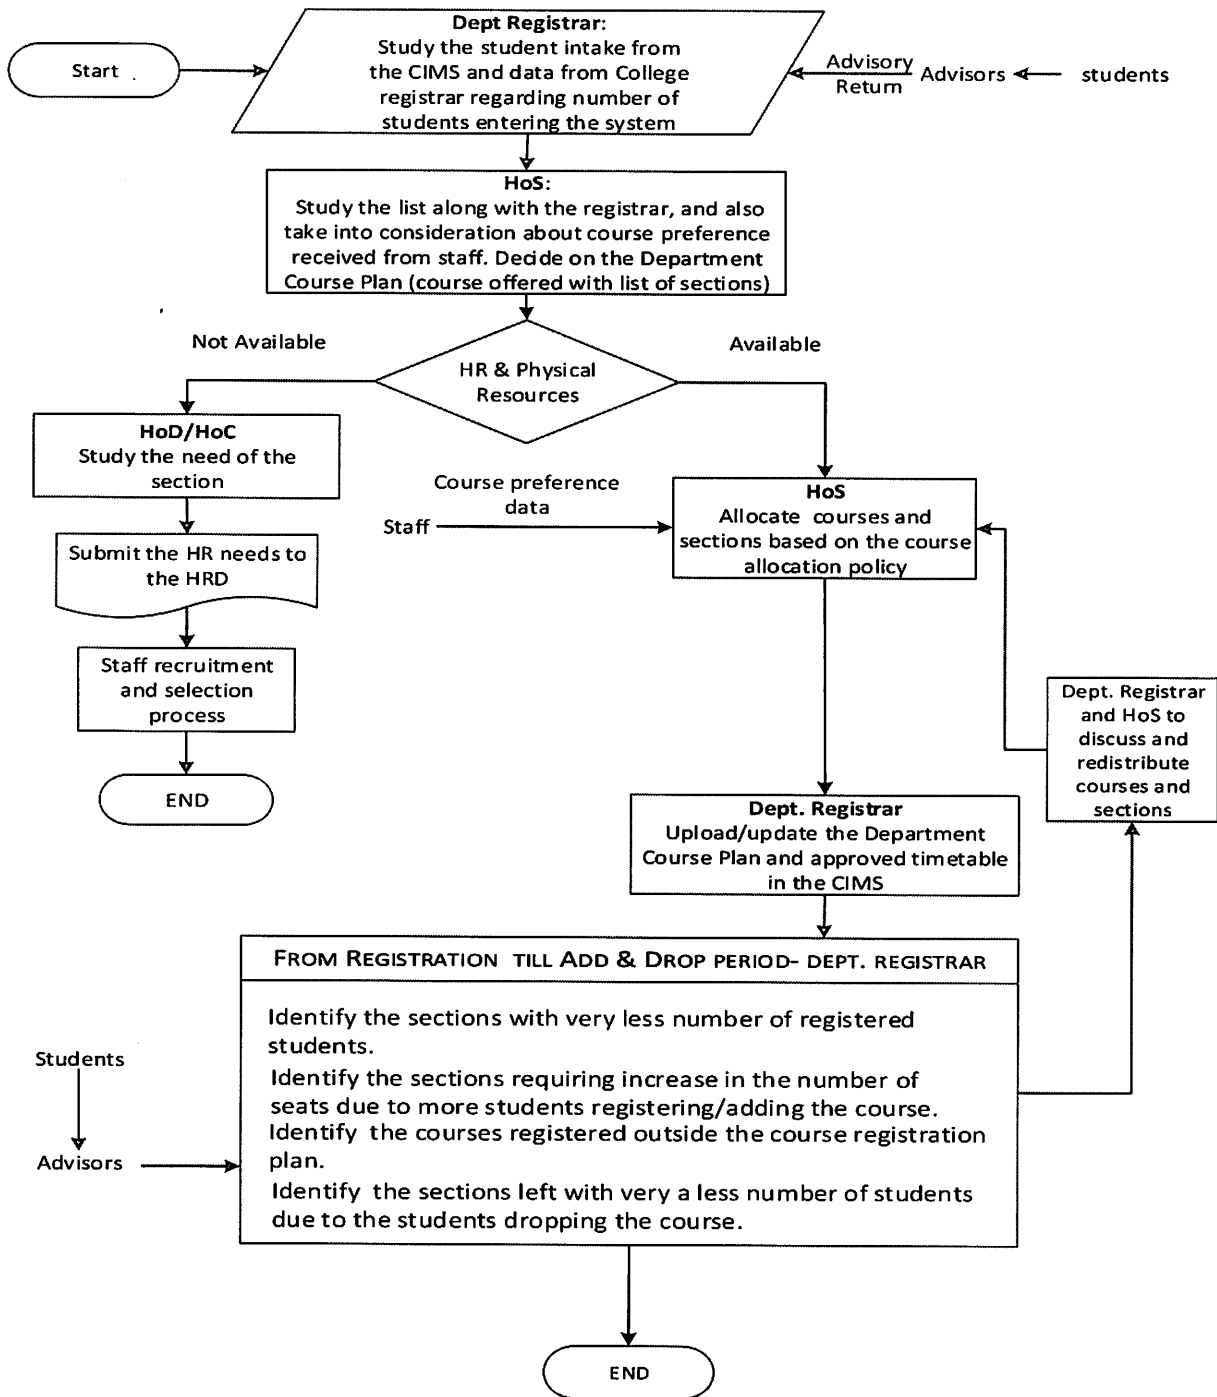 Dept Registrar:
Study the student intake from
the CIMS and data from College
registrar regarding number of
students entering the system
Start
Advisory
Return
Advisors
students
HoS:
Study the list along with the registrar, and also
take into consideration about course preference
received from staff. Decide on the Department
Course Plan (course offered with list of sections)
Not Available
Available
HR & Physical
Resources
HoD/HoC
Study the need of the
section
Course preference
data
Staff
HoS
Allocate courses and
sections based on the course
allocation policy
Submit the HR needs to
the HRD
Staff recruitment
and selection
process
END
Dept. Registrar
and HoS to
discuss and
redistribute
courses and
sections
Dept. Registrar
Upload/update the Department
Course Plan and approved timetable
in the CIMS
FROM REGISTRATION TILL ADD & DROP PERIOD- DEPT. REGISTRAR
Identify the sections with very less number of registered
students.
Identify the sections requiring increase in the number of
seats due to more students registering/adding the course.
Identify the courses registered outside the course registration
plan.
Identify the sections left with very a less number of students
due to the students dropping the course.
Students
Advisors
END